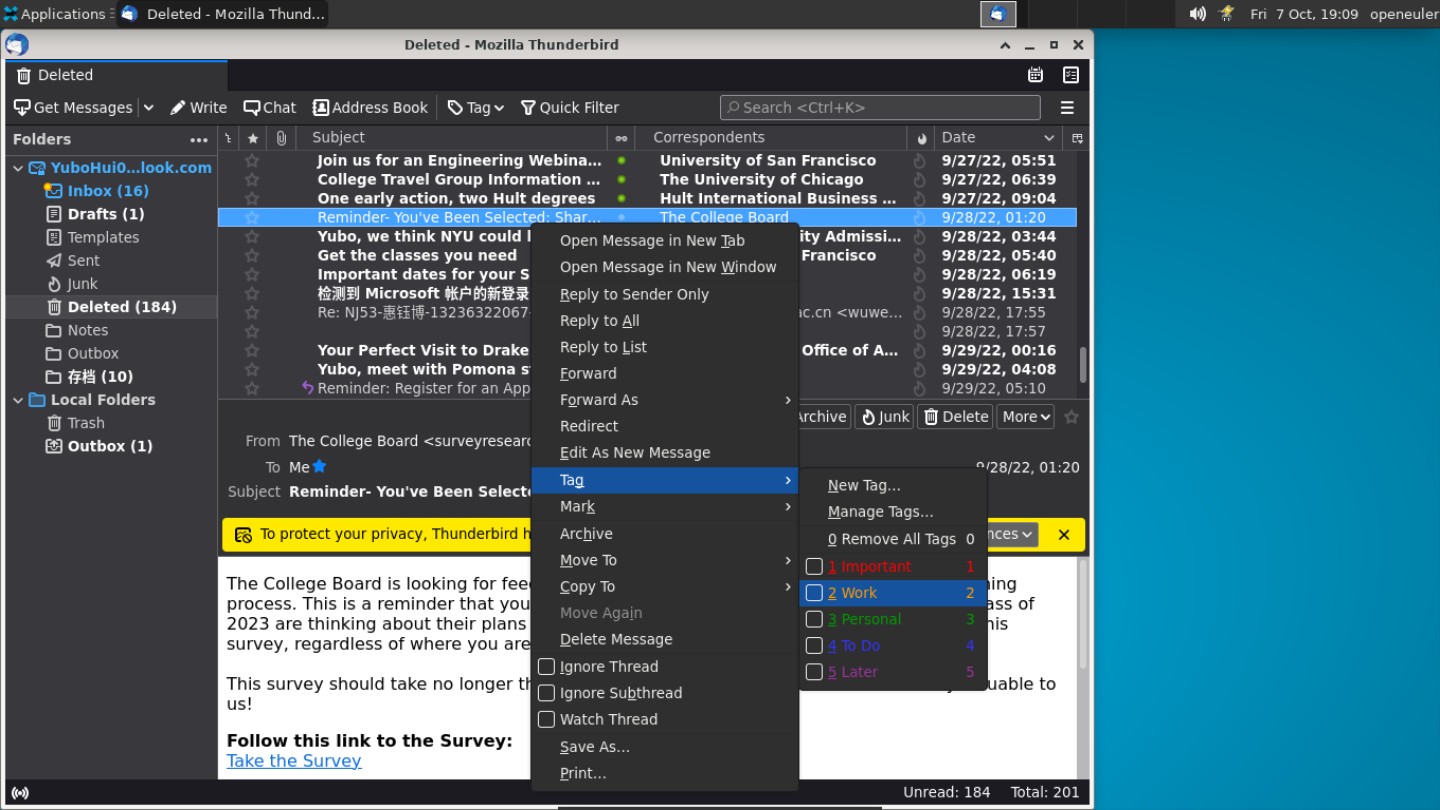 Applications
Deleted - Mozilla Thund...
Fri 7 Oct, 19:09
openeuler
Deleted - Mozilla Thunderbird
Deleted
Get Messages
Write
Chat
Address Book
Tag
Quick Filter
Search <Ctrl+K>
Folders
YuboHui0...look.com
Inbox (16)
Drafts (1)
Templates
Sent
Junk
Deleted (184)
Notes
Outbox
存档 (10)
Local Folders
Trash
Outbox (1)
Subject Correspondents Date
Join us for an Engineering Webina... University of San Francisco 9/27/22, 05:51
College Travel Group Information ... The University of Chicago 9/27/22, 06:39
One early action, two Hult degrees Hult International Business ... 9/27/22, 09:04
Reminder- You've Been Selected: Shar... The College Board 9/28/22, 01:20
Yubo, we think NYU could ity Admissi... 9/28/22, 03:44
Get the classes you need Francisco 9/28/22, 05:40
Important dates for your S 9/28/22, 06:19
检测到 Microsoft 帐户的新登录 9/28/22, 15:31
Re: NJ53-惠钰博-13236322067- ac.cn <wuwe... 9/28/22, 17:55
9/28/22, 17:57
Your Perfect Visit to Drake Office of A... 9/29/22, 00:16
Yubo, meet with Pomona s 9/29/22, 04:08
Reminder: Register for an App 9/29/22, 05:10
Archive
Junk
Delete
More
From The College Board <surveyresearc
To Me
9/28/22, 01:20
Subject Reminder- You've Been Selecte
To protect your privacy, Thunderbird h
nces
The College Board is looking for fee ning
process. This is a reminder that you ass of
2023 are thinking about their plans his
survey, regardless of where you are
This survey should take no longer th uable to
us!
Follow this link to the Survey:
Take the Survey
Open Message in New Tab
Open Message in New Window
Reply to Sender Only
Reply to All
Reply to List
Forward
Forward As
Redirect
Edit As New Message
Tag
Mark
Archive
Move To
Copy To
Move Again
Delete Message
Ignore Thread
Ignore Subthread
Watch Thread
Save As...
Print...
New Tag...
Manage Tags...
0 Remove All Tags 0
1 Important 1
2 Work 2
3 Personal 3
4 To Do 4
5 Later 5
Unread: 184
Total: 201